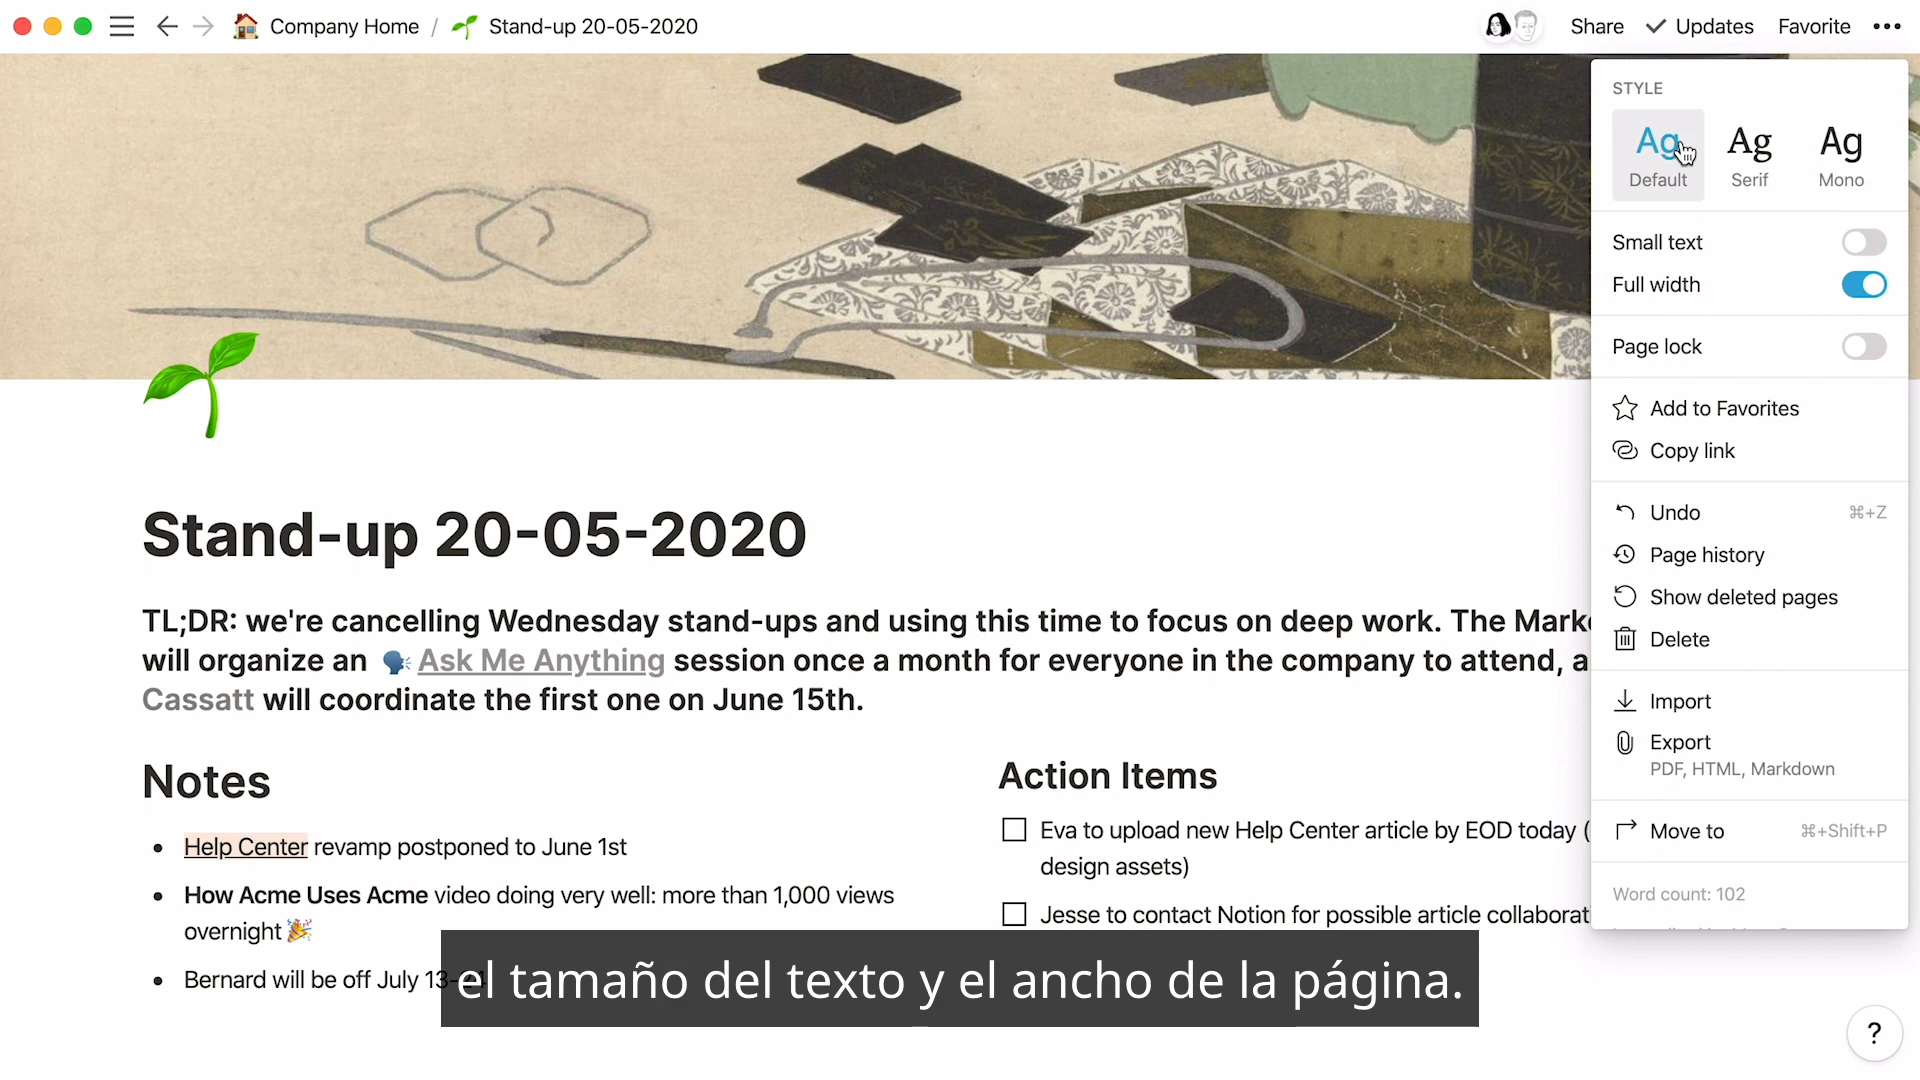 Company Home / Stand-up 20-05-2020
Share Updates Favorite
STYLE
Ag Ag Ag
Default Serif Mono
Small text
Full width
Page lock
Add to Favorites
Copy link
Undo ⌘+Z
Page history
Show deleted pages
Delete
Import
Export
PDF, HTML, Markdown
Move to ⌘+Shift+P
Word count: 102
Stand-up 20-05-2020
TL;DR: we're cancelling Wednesday stand-ups and using this time to focus on deep work. The
will organize an Ask Me Anything session once a month for everyone in the company to attend,
Cassatt will coordinate the first one on June 15th.
Notes
• Help Center revamp postponed to June 1st
• How Acme Uses Acme video doing very well: more than 1,000 views
overnight
• Bernard will be off July
Action Items
Eva to upload new Help Center article by EOD today (
design assets)
Jesse to contact Notion for possible article
el tamaño del texto y el ancho de la página.
?